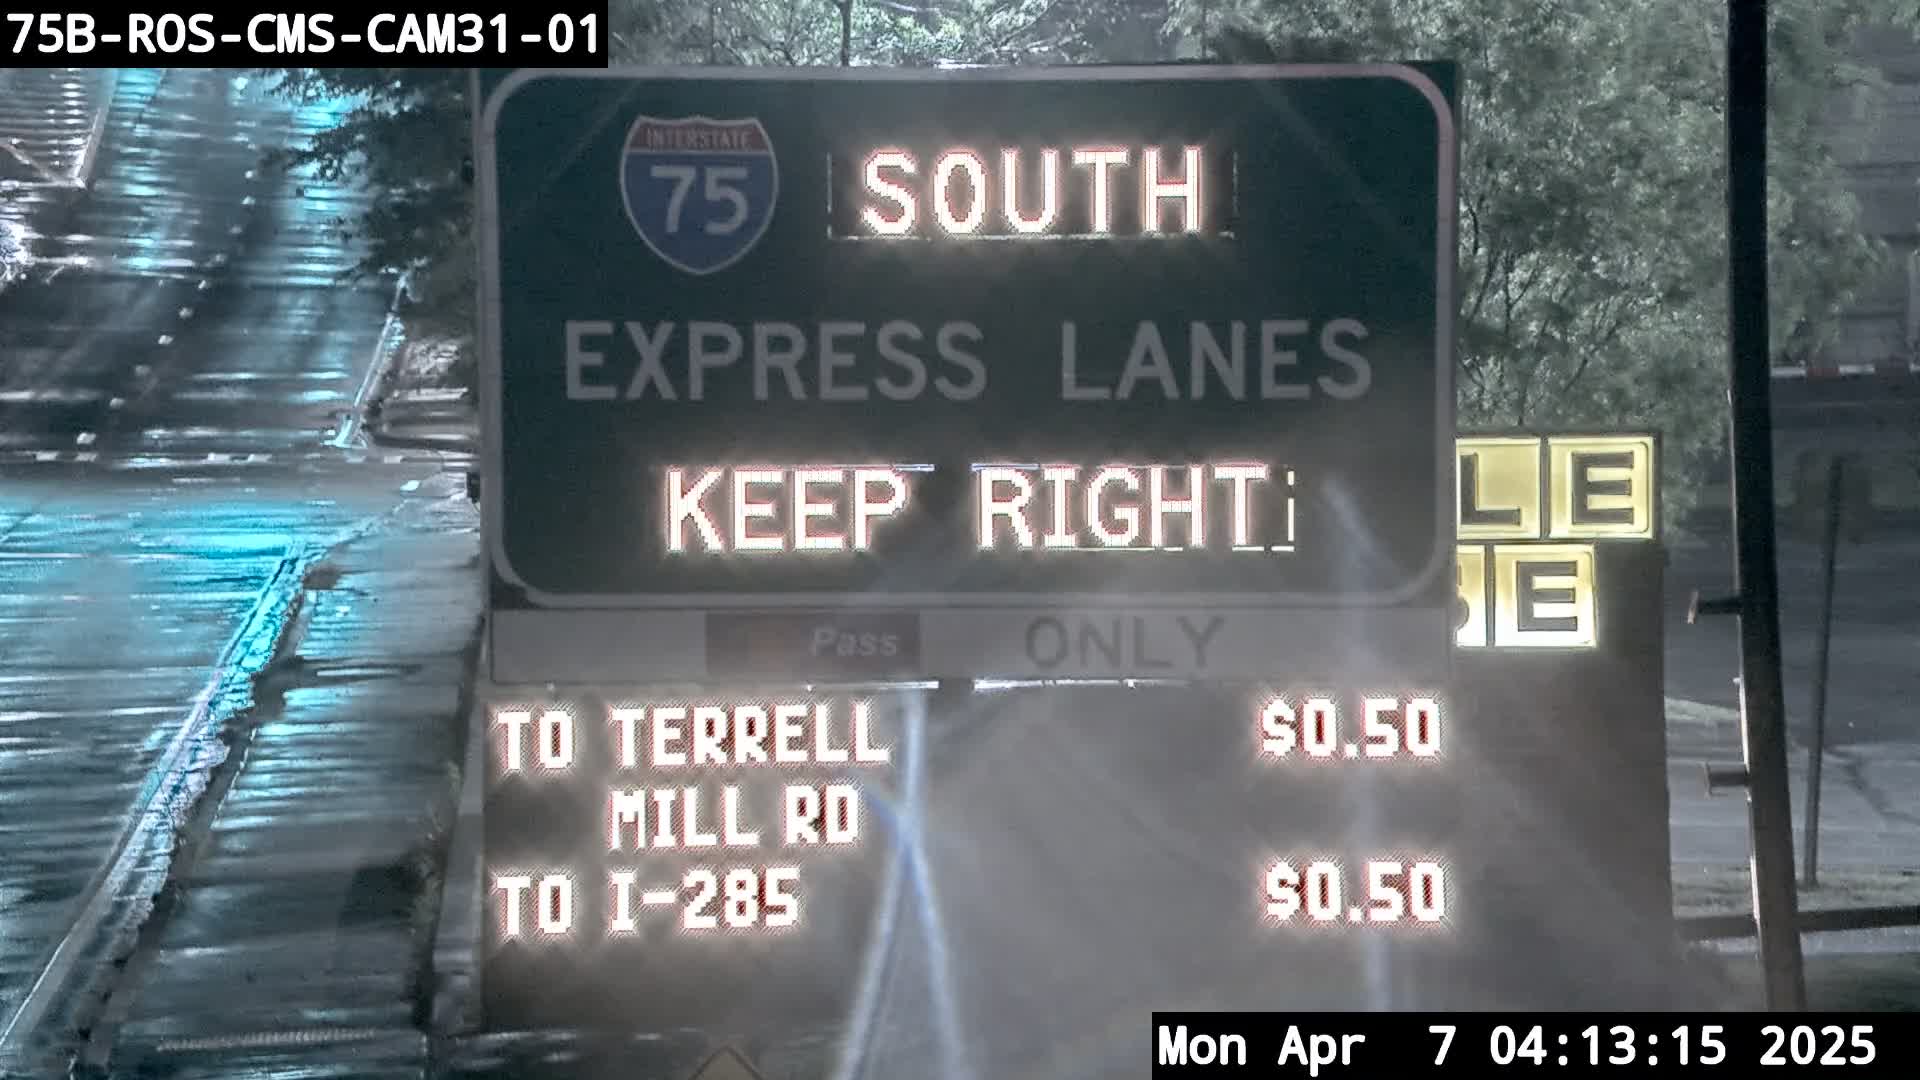 75B-ROS-CMS-CAM31-01
INTERSTATE
75
SOUTH
EXPRESS LANES
KEEP RIGHT
LE
E
Pass ONLY
TO TERRELL $0.50
MILL RD
TO I-285 $0.50
Mon Apr 7 04:13:15 2025